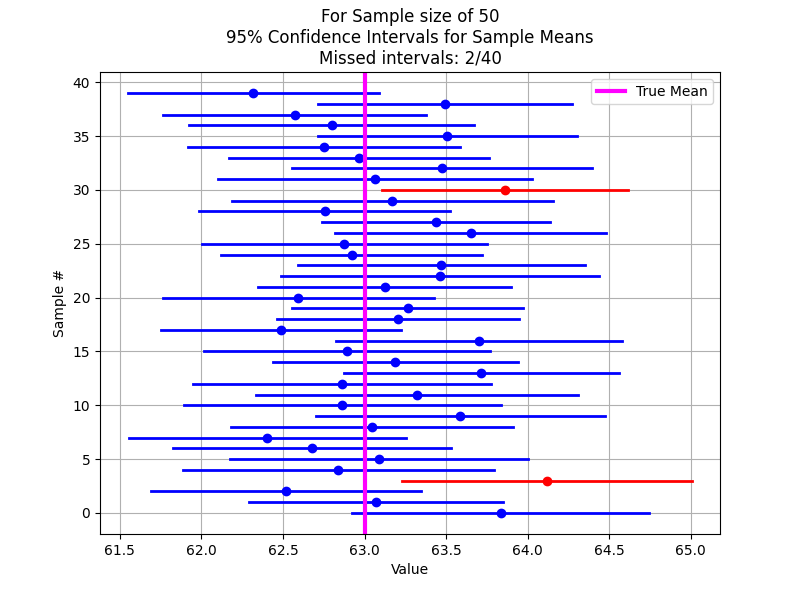 For Sample size of 50
95% Confidence Intervals for Sample Means
Missed intervals: 2/40
True Mean
40
35
30
25
20
15
10
5
0
Sample #
61.5 62.0 62.5 63.0 63.5 64.0 64.5 65.0
Value